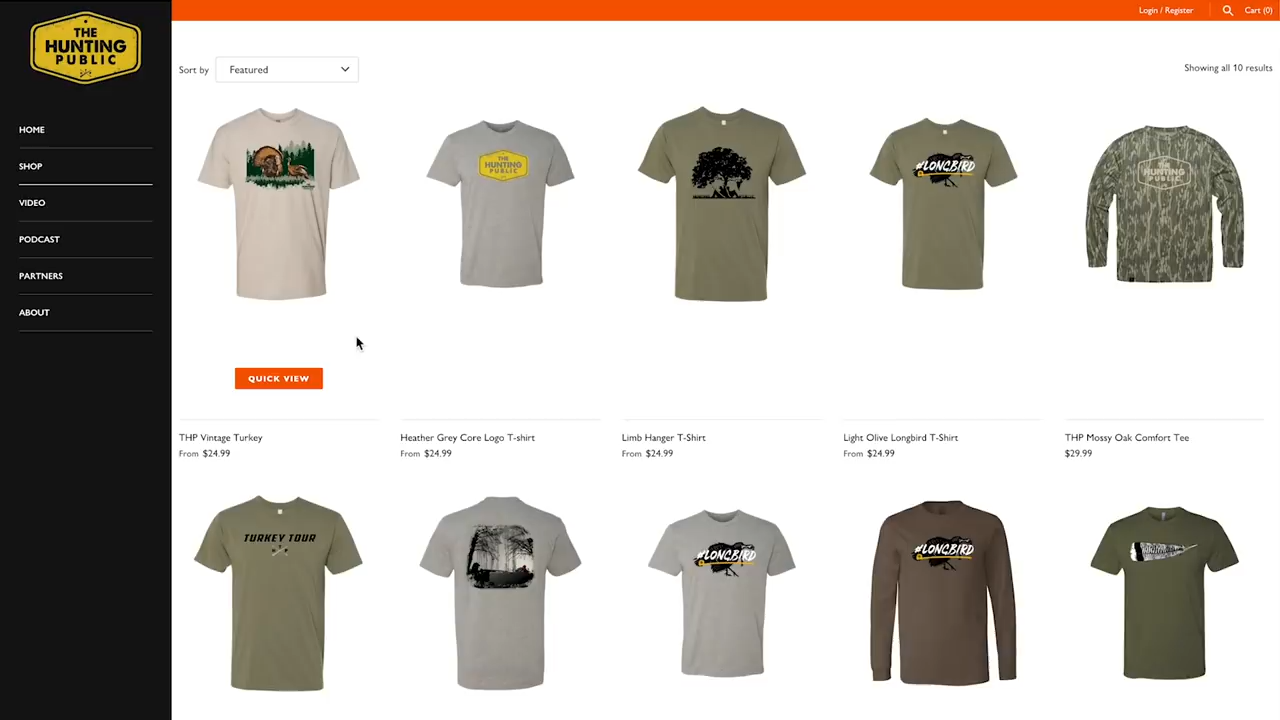 Login / Register
Cart (0)
THE
HUNTING
PUBLIC
HOME
SHOP
VIDEO
PODCAST
PARTNERS
ABOUT
Sort by
Featured
Showing all 10 results
THE
HUNTING
PUBLIC
#LONGBIRD
THE
HUNTING
PUBLIC
QUICK VIEW
THP Vintage Turkey
From $24.99
Heather Grey Core Logo T-shirt
From $24.99
Limb Hanger T-Shirt
From $24.99
Light Olive Longbird T-Shirt
From $24.99
THP Mossy Oak Comfort Tee
$29.99
TURKEY TOUR
#LONGBIRD
#LONGBIRD